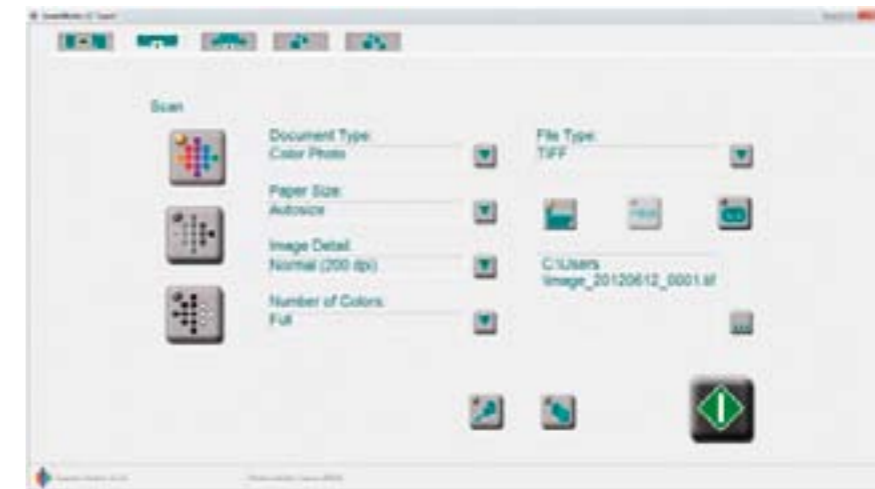 Scan
Document Type:
Color Photo
Paper Size:
Autosize
Image Detail:
Normal (200 dpi)
Number of Colors:
Full
File Type:
TIFF
C:\Users
\image_20120612_0001.tif
...